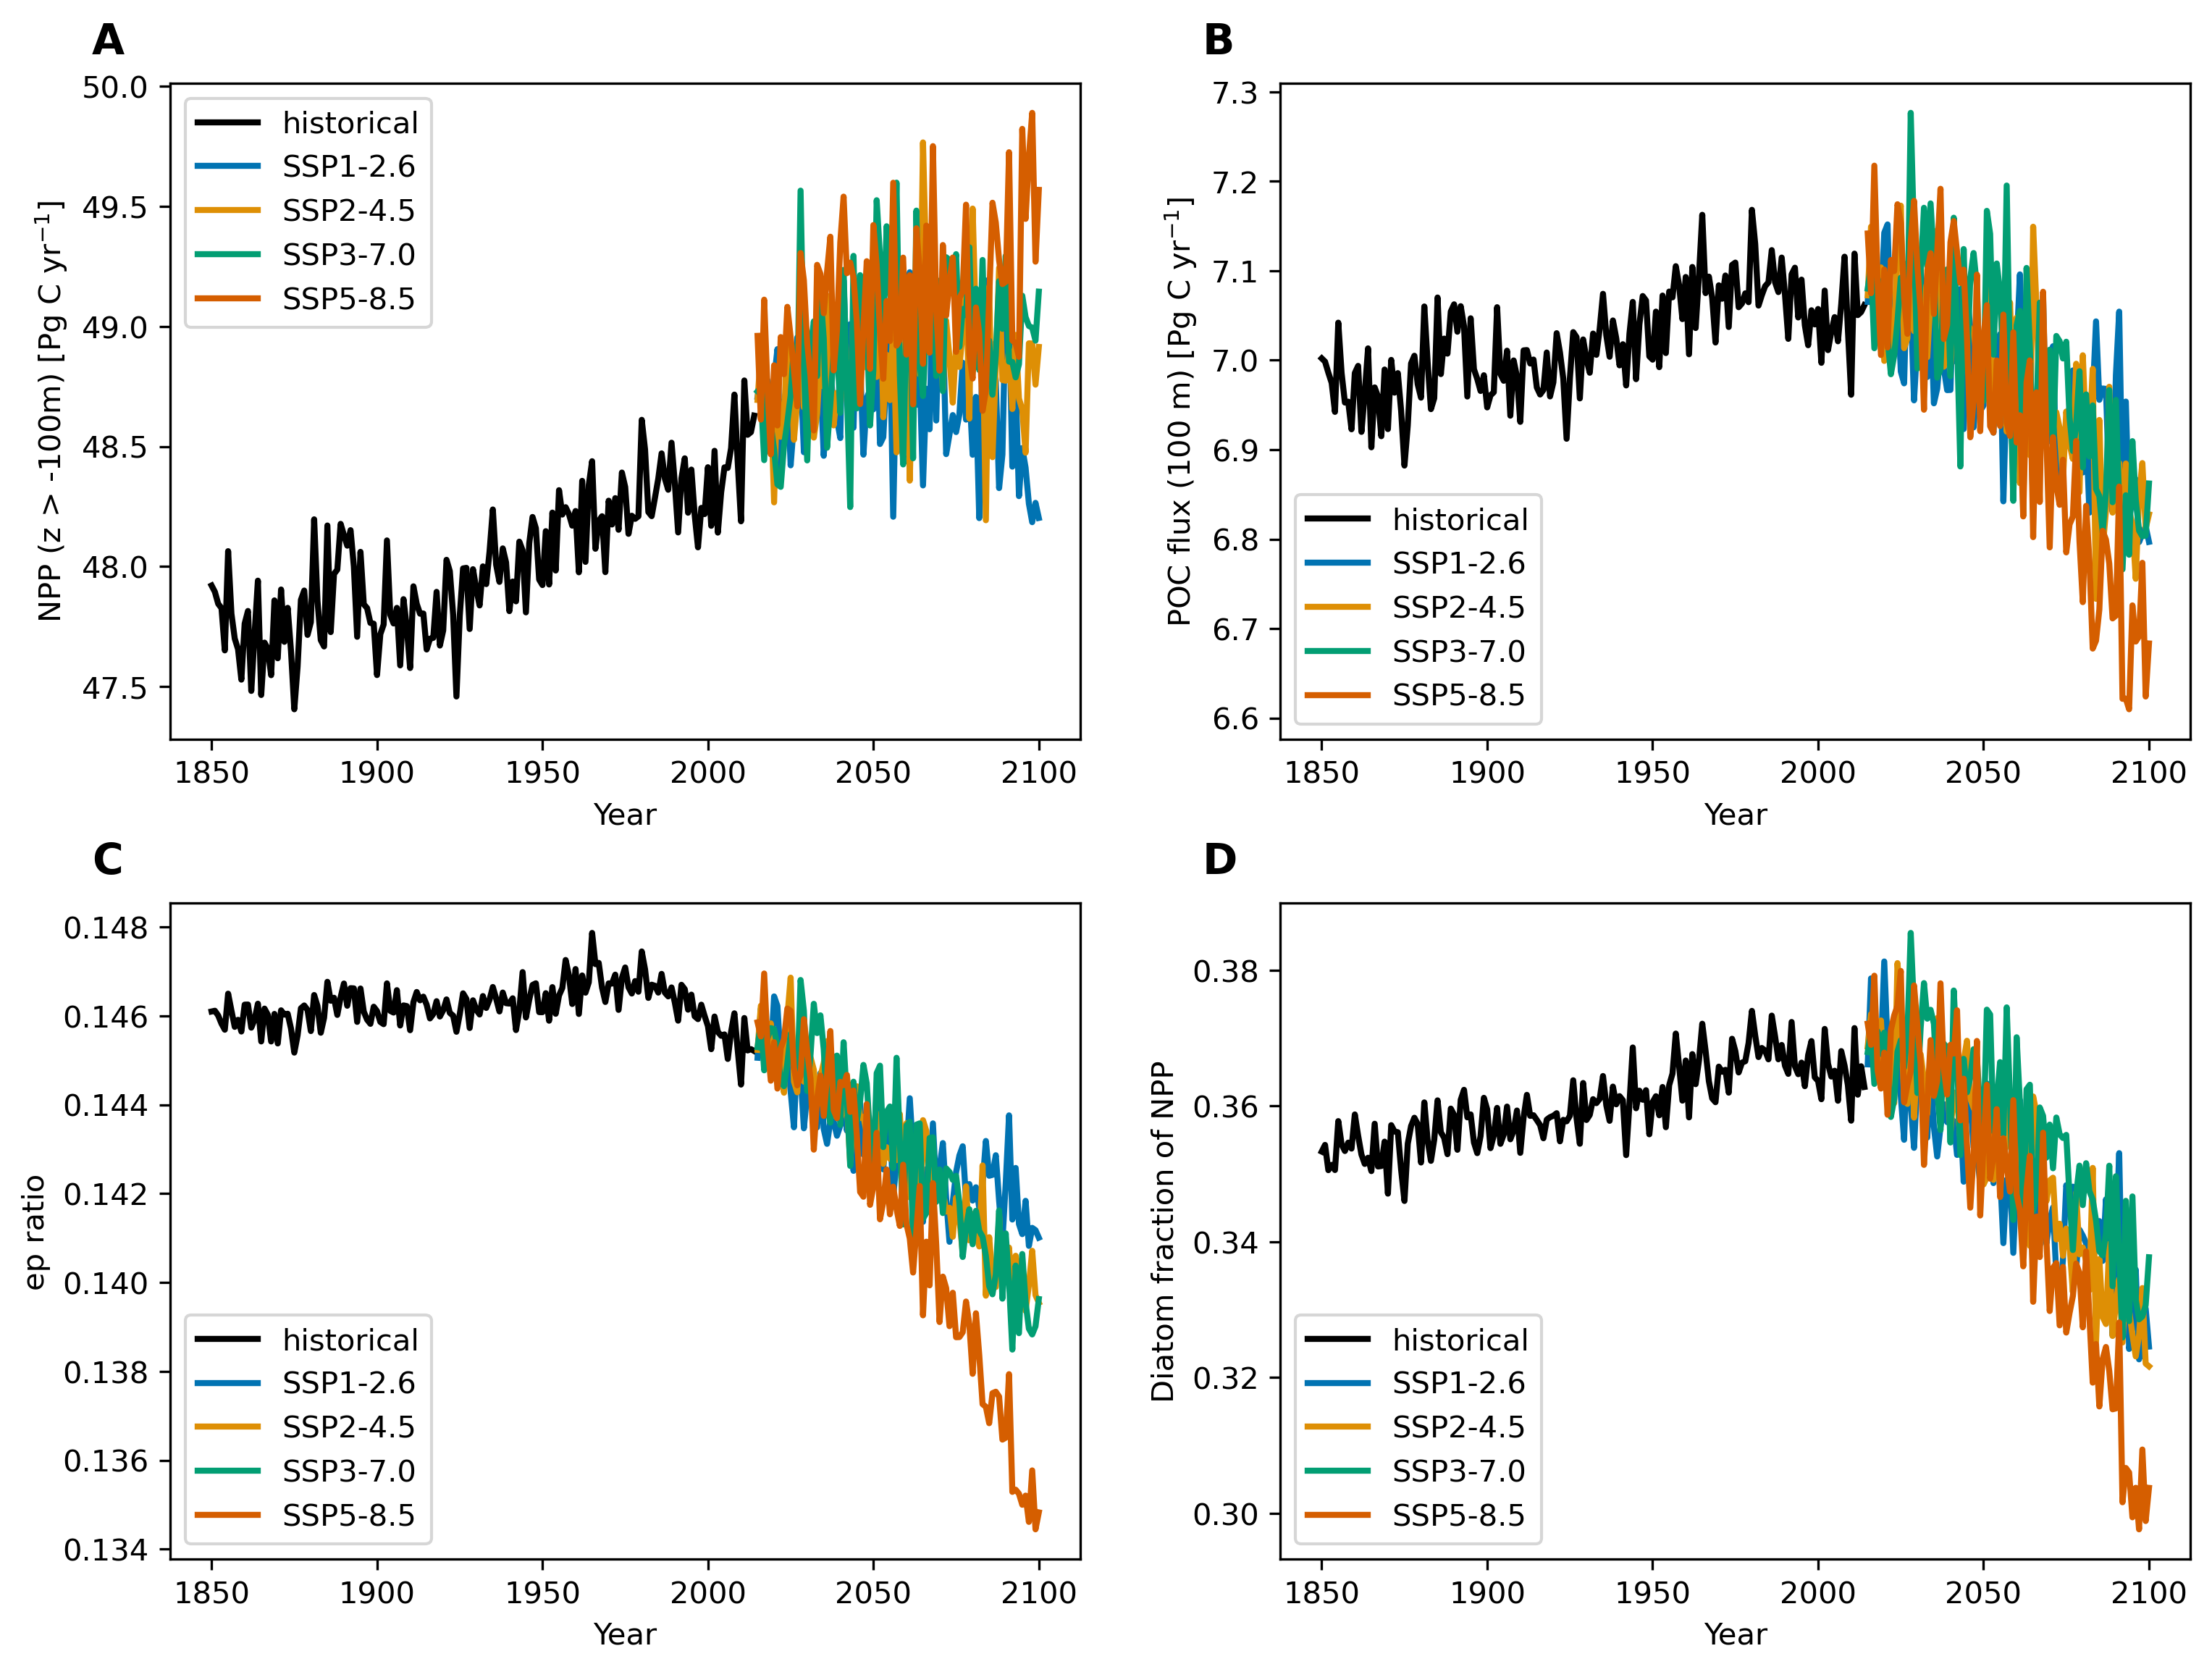 A
50.0
49.5
49.0
48.5
48.0
47.5
NPP (z > -100m) [Pg C yr⁻¹]
historical
SSP1-2.6
SSP2-4.5
SSP3-7.0
SSP5-8.5
1850 1900 1950 2000 2050 2100
Year
B
7.3
7.2
7.1
7.0
6.9
6.8
6.7
6.6
POC flux (100 m) [Pg C yr⁻¹]
historical
SSP1-2.6
SSP2-4.5
SSP3-7.0
SSP5-8.5
1850 1900 1950 2000 2050 2100
Year
C
0.148
0.146
0.144
0.142
0.140
0.138
0.136
0.134
ep ratio
historical
SSP1-2.6
SSP2-4.5
SSP3-7.0
SSP5-8.5
1850 1900 1950 2000 2050 2100
Year
D
0.38
0.36
0.34
0.32
0.30
Diatom fraction of NPP
historical
SSP1-2.6
SSP2-4.5
SSP3-7.0
SSP5-8.5
1850 1900 1950 2000 2050 2100
Year